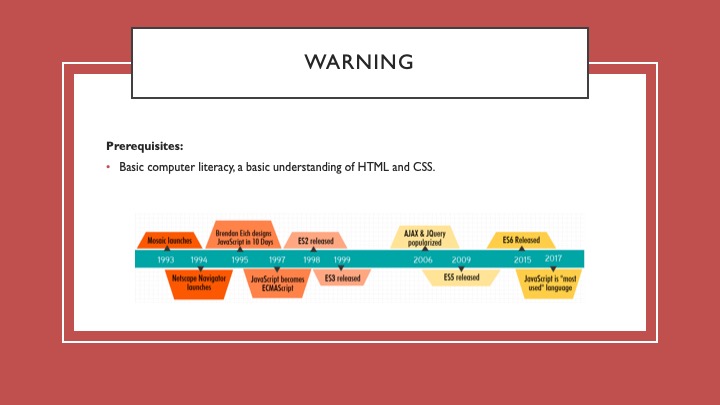 WARNING
Prerequisites:
• Basic computer literacy, a basic understanding of HTML and CSS.
Mosaic launches
Brendan Eich designs
JavaScript in 10 Days
ES2 released
AJAX & JQuery
popularized
ES6 Released
1993 1994 1995 1997 1998 1999 2006 2009 2015 2017
Netscape Navigator
launches
JavaScript becomes
ECMAScript
ES3 released
ES5 released
JavaScript is "most
used" language